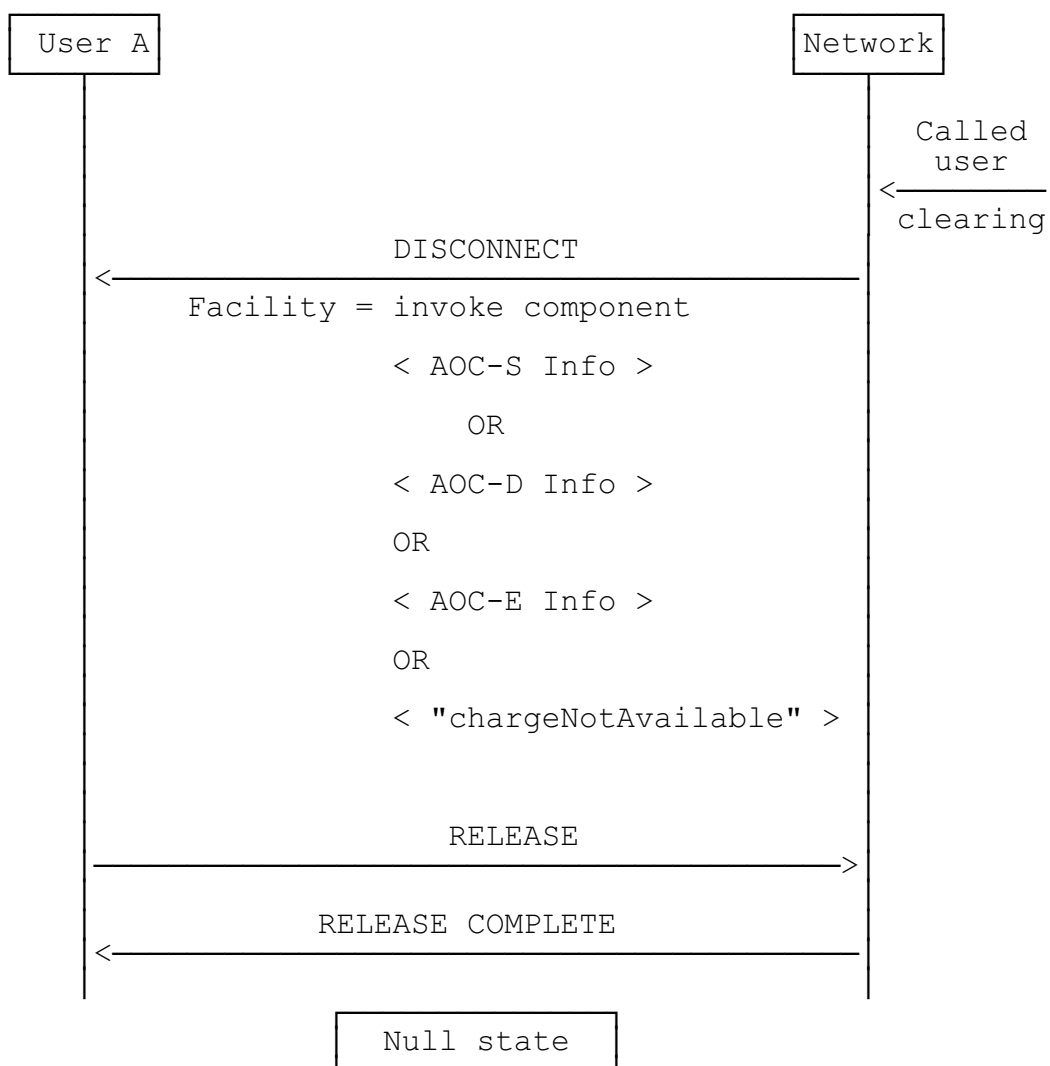 User A
Network
Called
user
clearing
DISCONNECT
Facility = invoke component
< AOC-S Info >
OR
< AOC-D Info >
OR
< AOC-E Info >
OR
< "chargeNotAvailable" >
RELEASE
RELEASE COMPLETE
Null state